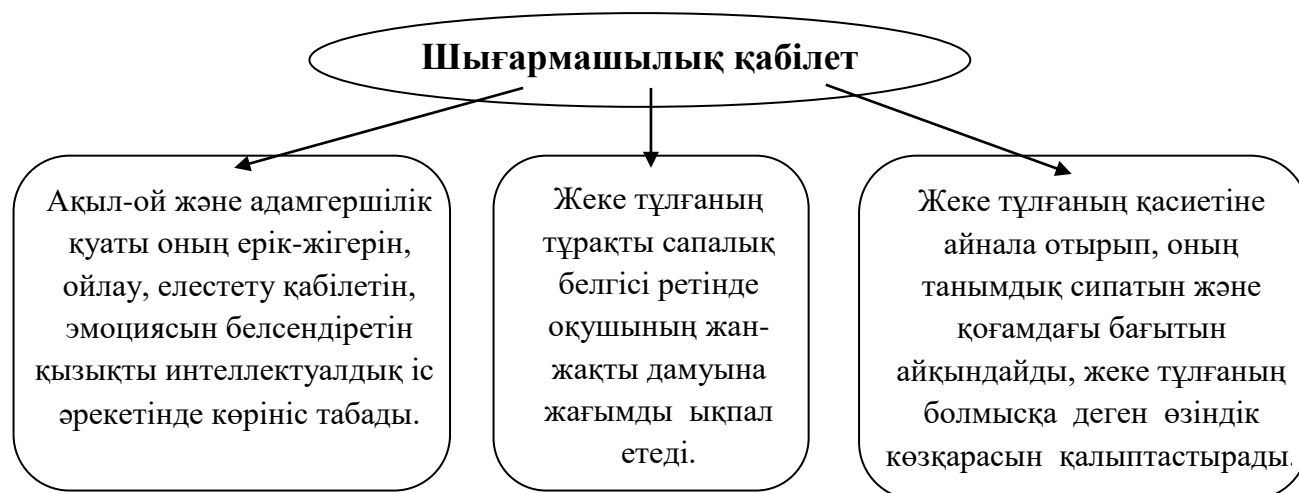 Шығармашылық қабілет
Ақыл-ой және адамгершілік
қуаты оның ерік-жігерін,
ойлау, елестету қабілетін,
эмоциясын белсендіретін
қызықты интеллектуалдық іс
әрекетінде көрініс табады.
Жеке тұлғаның
тұрақты сапалық
белгісі ретінде
оқушының жан-
жақты дамуына
жағымды ықпал
етеді.
Жеке тұлғаның қасиетіне
айнала отырып, оның
танымдық сипатын және
қоғамдағы бағытын
айқындайды, жеке тұлғаның
болмысқа деген өзіндік
көзқарасын қалыптастырады.